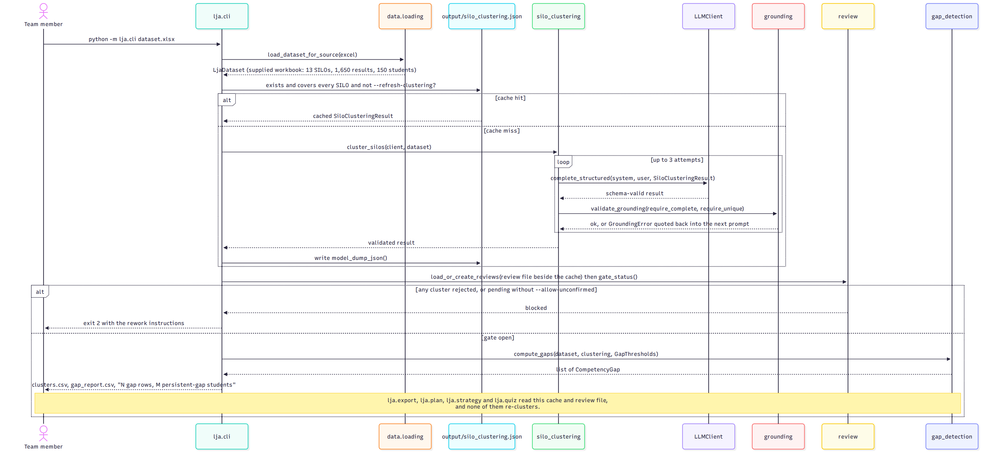 Team member
lja.cli
data.loading
output/silo_clustering.json
silo_clustering
LLMClient
grounding
review
gap_detection
python -m lja.cli dataset.xlsx
load_dataset_for_source(excel)
LjaDataset (supplied workbook: 13 SILOs, 1,650 results, 150 students)
exists and covers every SILO and not --refresh-clustering?
alt
[cache hit]
cached SiloClusteringResult
[cache miss]
cluster_silos(client, dataset)
loop
[up to 3 attempts]
complete_structured(system, user, SiloClusteringResult)
schema-valid result
validate_grounding(require_complete, require_unique)
ok, or GroundingError quoted back into the next prompt
validated result
write model_dump_json()
load_or_create_reviews(review file beside the cache) then gate_status()
alt
[any cluster rejected, or pending without --allow-unconfirmed]
blocked
exit 2 with the rework instructions
[gate open]
compute_gaps(dataset, clustering, GapThresholds)
list of CompetencyGap
clusters.csv, gap_report.csv, "N gap rows, M persistent-gap students"
lja.export, lja.plan, lja.strategy and lja.quiz read this cache and review file,
and none of them re-clusters.
Team member
lja.cli
data.loading
output/silo_clustering.json
silo_clustering
LLMClient
grounding
review
gap_detection